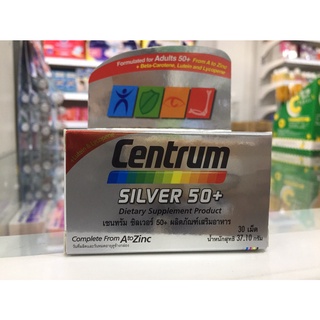 Formulated for Adults 50+ From A to Zinc
+ Beta-Carotene, Lutein and Lycopene
Centrum
SILVER 50+
Dietary Supplement Product
เซนทรัม ซิลเวอร์ 50+ ผลิตภัณฑ์เสริมอาหาร
30 เม็ด
Complete From A to Zinc
น้ำหนักสุทธิ 37.10 กรัม